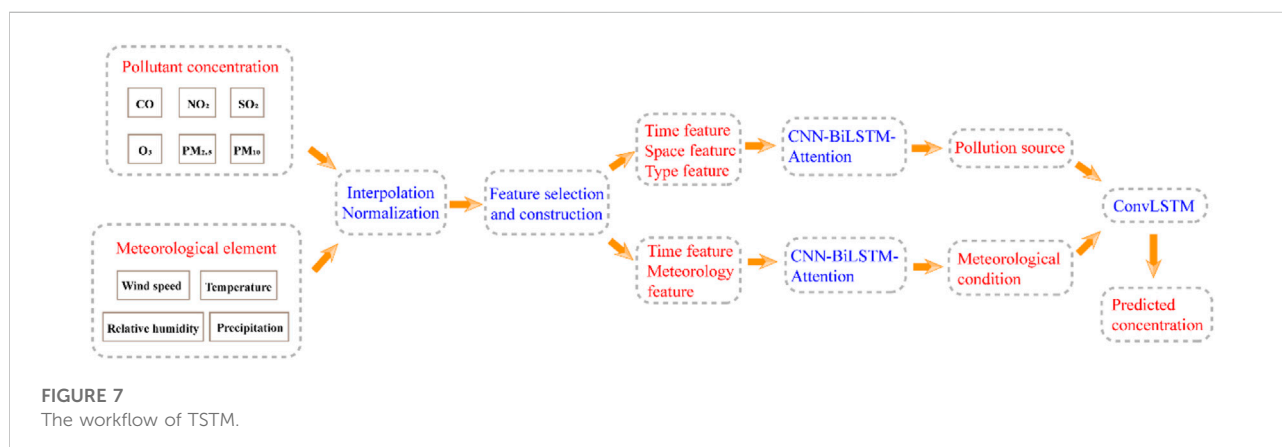 Pollutant concentration
CO NO₂ SO₂
O₃ PM₂.₅ PM₁₀
Meteorological element
Wind speed Temperature
Relative humidity Precipitation
Interpolation
Normalization
Feature selection
and construction
Time feature
Space feature
Type feature
CNN-BiLSTM-
Attention
Pollution source
Time feature
Meteorology
feature
CNN-BiLSTM-
Attention
Meteorological
condition
ConvLSTM
Predicted
concentration
FIGURE 7
The workflow of TSTM.